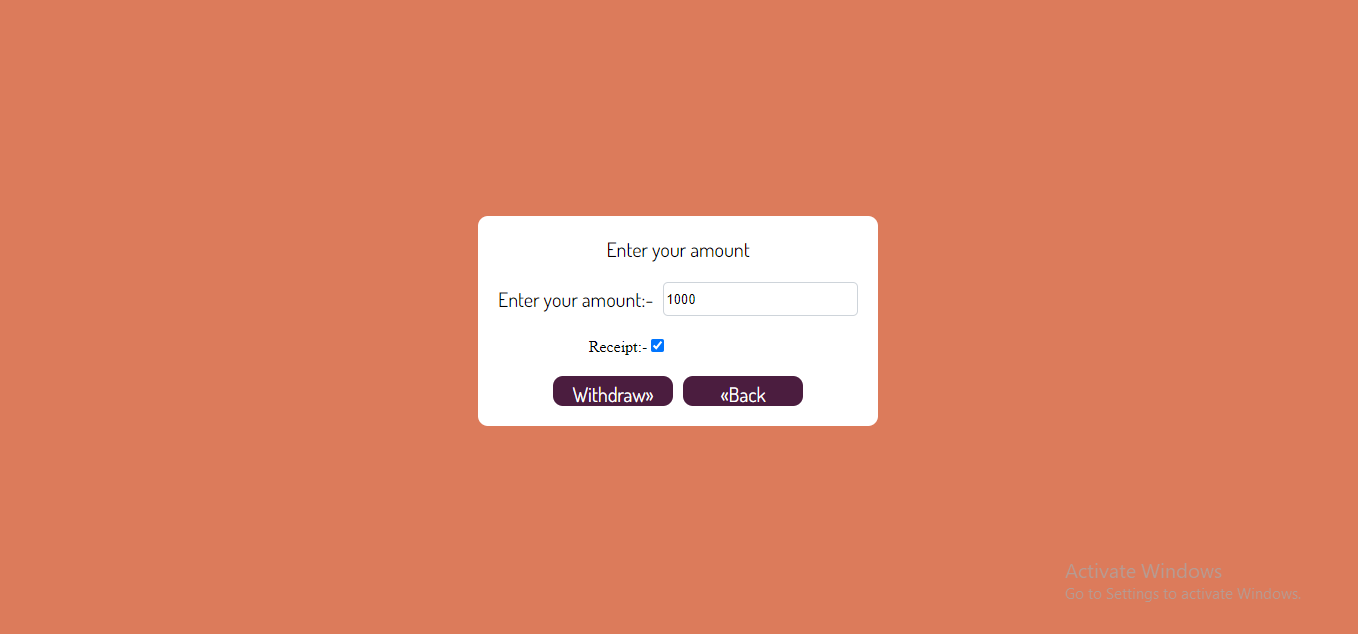 Enter your amount
Enter your amount:- 1000
Receipt:-
Withdraw» «Back
Activate Windows
Go to Settings to activate Windows.